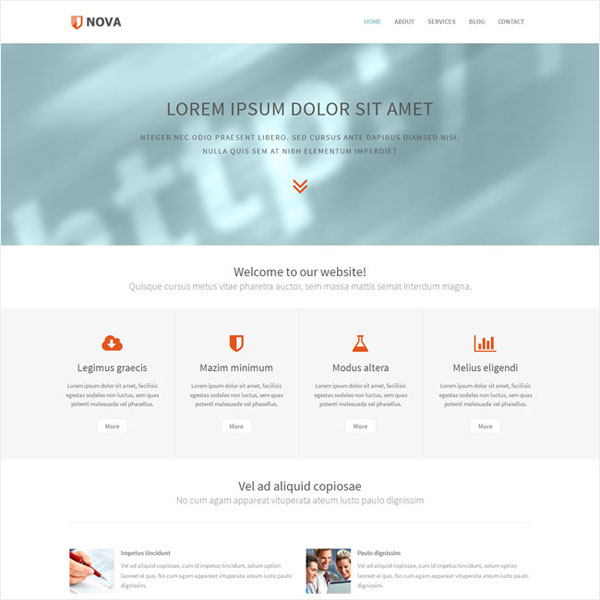 NOVA
HOME ABOUT SERVICES BLOG CONTACT
http
LOREM IPSUM DOLOR SIT AMET
NTEGER NEC ODIO PRAESENT LIBERO. SED CURSUS ANTE DAPIBUS DIAMSED NISI.
NULLA QUIS SEM AT NIBH ELEMENTUM IMPERDIET
Welcome to our website!
Quisque cursus metus vitae pharetra auctor, sem massa mattis semat interdum magna.
Legimus graecis
Lorem ipsum dolor sit amet, facilisis
egestas sodales non luctus, sem quas
potenti malesuada vel phasellus.
More
Mazim minimum
Lorem ipsum dolor sit amet, facilisis
egestas sodales non luctus, sem quas
potenti malesuada vel phasellus.
More
Modus altera
Lorem ipsum dolor sit amet, facilisis
egestas sodales non luctus, sem quas
potenti malesuada vel phasellus.
More
Melius eligendi
Lorem ipsum dolor sit amet, facilisis
egestas sodales non luctus, sem quas
potenti malesuada vel phasellus.
More
Vel ad aliquid copiosae
No cum agam appareat vituperata ateum iusto paulo dignissim
Impetus tincidunt
Vel ad aliquid copiosae, cum id impetus tincidunt, solum option
laoreet ei quo. No cum agam appareat vituperata ateum iusto paulo
dignissim.
Paulo dignissim
Vel ad aliquid copiosae, cum id impetus tincidunt, solum option
laoreet ei quo. No cum agam appareat vituperata ateum iusto paulo
dignissim.